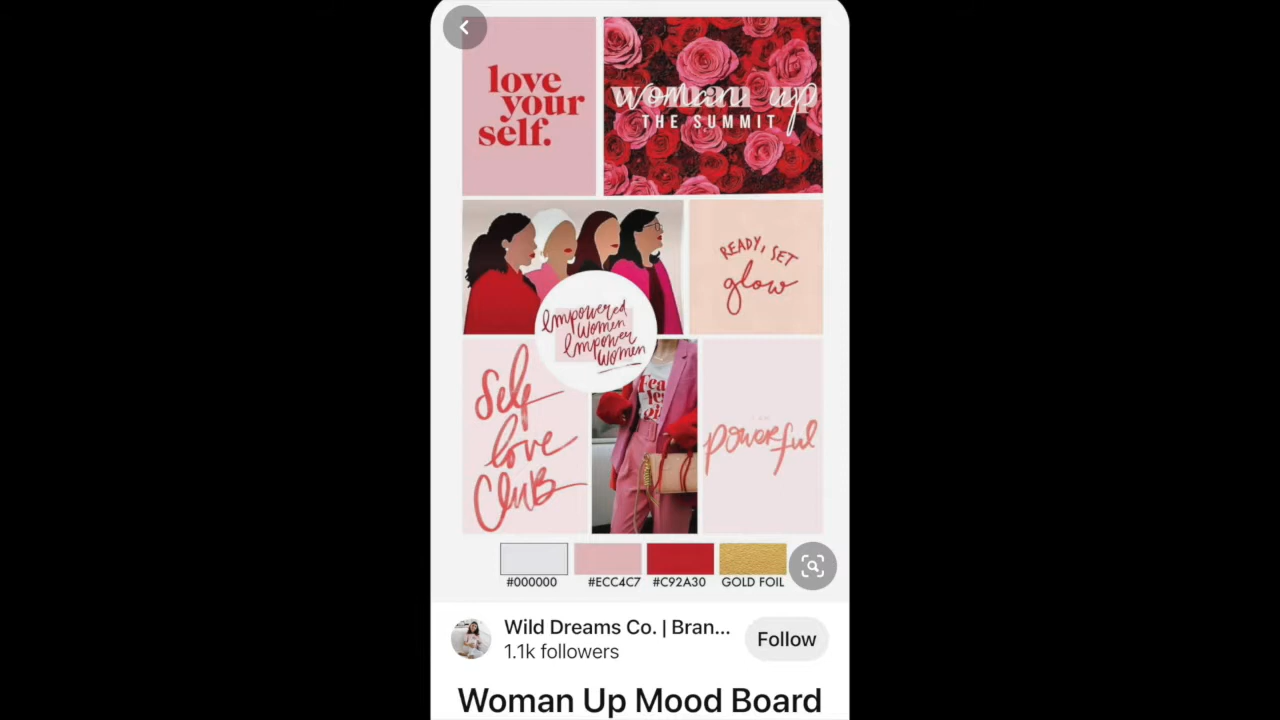 love
your
self.
woman up
THE SUMMIT
READY, SET
glow
empowered
women
empower
women
Self
love
CluB
powerful
#000000
#ECC4C7
#C92A30
GOLD FOIL
Wild Dreams Co. | Bran...
1.1k followers
Follow
Woman Up Mood Board